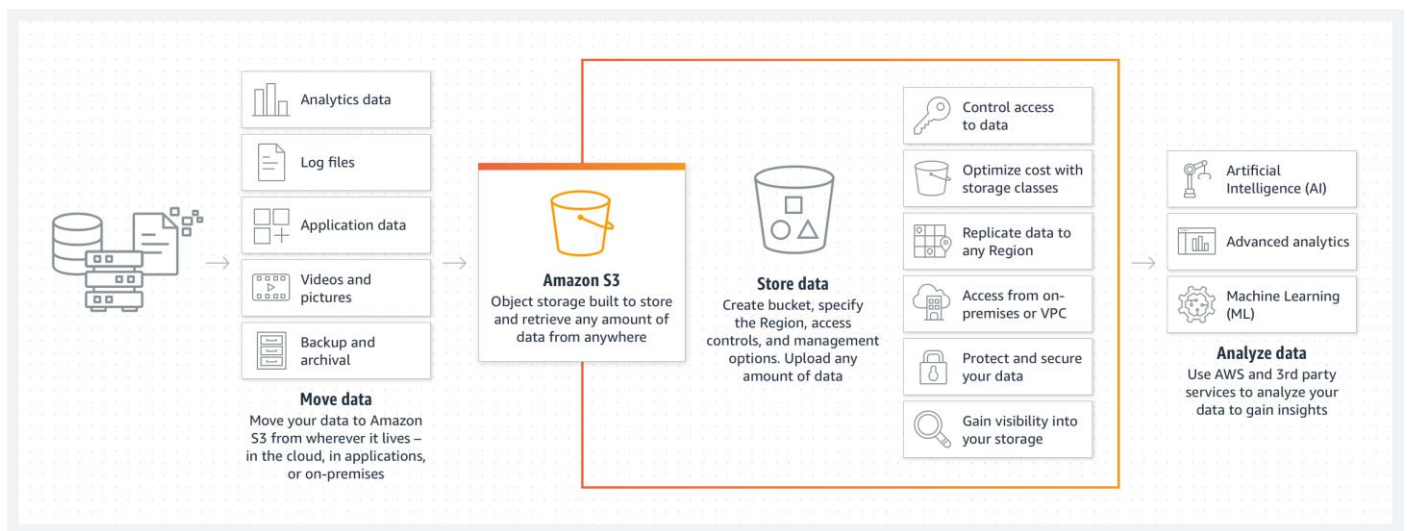 Analytics data
Log files
Application data
Videos and
pictures
Backup and
archival
Move data
Move your data to Amazon
S3 from wherever it lives –
in the cloud, in applications,
or on-premises
Amazon S3
Object storage built to store
and retrieve any amount of
data from anywhere
Store data
Create bucket, specify
the Region, access
controls, and management
options. Upload any
amount of data
Control access
to data
Optimize cost with
storage classes
Replicate data to
any Region
Access from on-
premises or VPC
Protect and secure
your data
Gain visibility into
your storage
Artificial
Intelligence (AI)
Advanced analytics
Machine Learning
(ML)
Analyze data
Use AWS and 3rd party
services to analyze your
data to gain insights